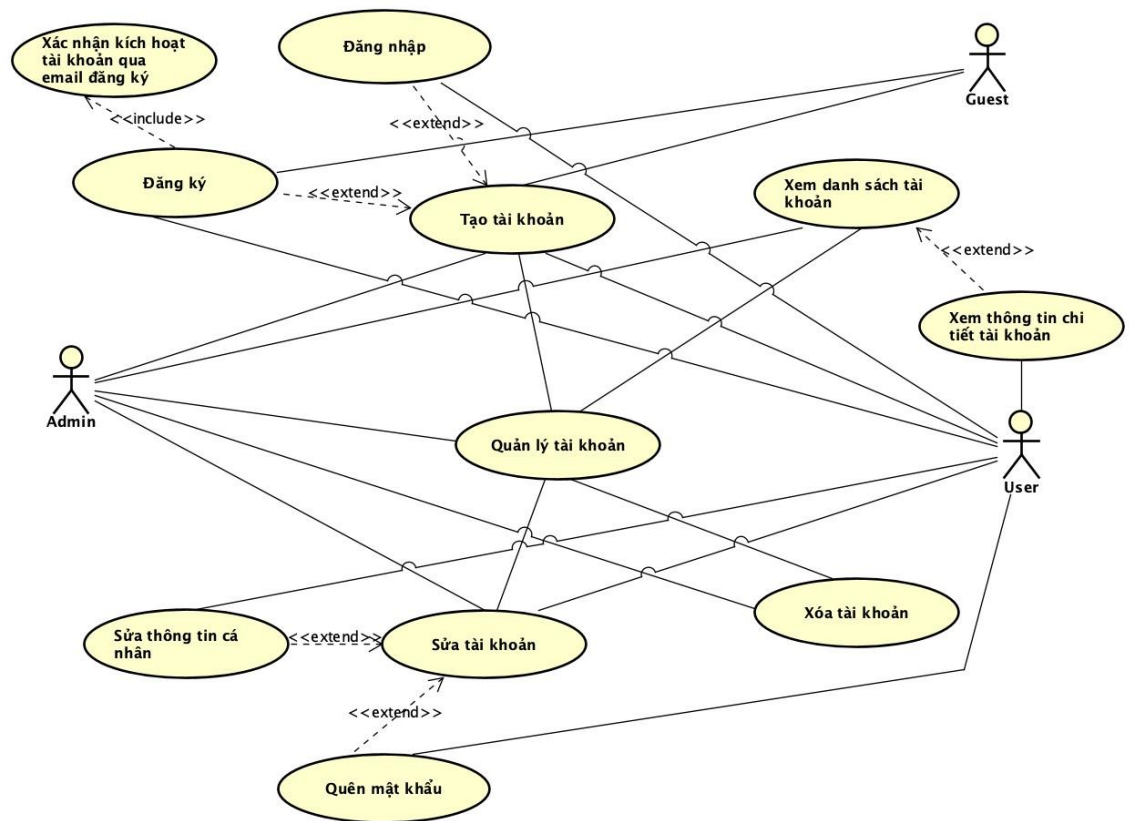 Xác nhận kích hoạt
tài khoản qua
email đăng ký
Đăng nhập
Guest
<<include>>
<<extend>>
Đăng ký
<<extend>>
Tạo tài khoản
Xem danh sách tài
khoản
<<extend>>
Xem thông tin chi
tiết tài khoản
Admin
Quản lý tài khoản
User
Sửa thông tin cá
nhân
<<extend>>
Sửa tài khoản
Xóa tài khoản
<<extend>>
Quên mật khẩu